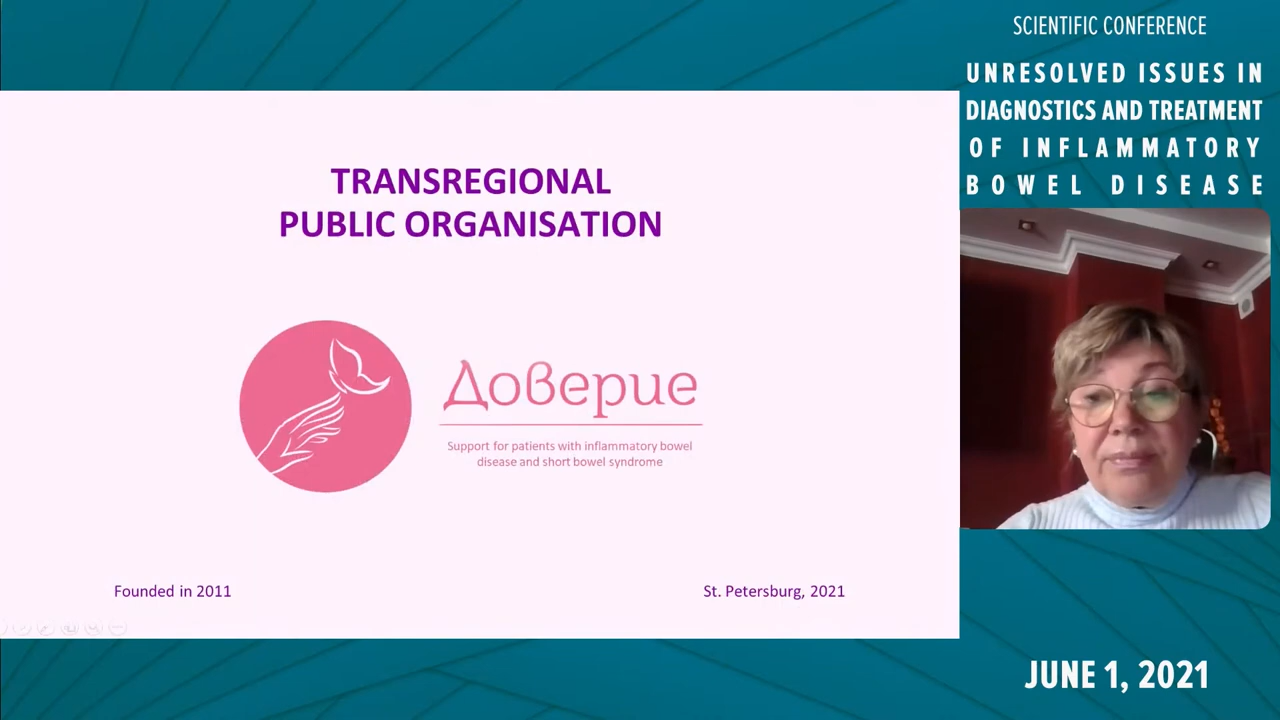 SCIENTIFIC CONFERENCE
UNRESOLVED ISSUES IN
DIAGNOSTICS AND TREATMENT
OF INFLAMMATORY
BOWEL DISEASE
TRANSREGIONAL
PUBLIC ORGANISATION
Доверие
Support for patients with inflammatory bowel
disease and short bowel syndrome
Founded in 2011
St. Petersburg, 2021
JUNE 1, 2021